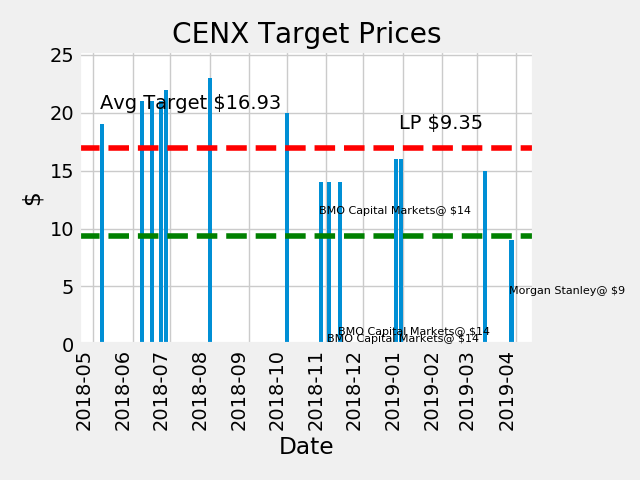 CENX Target Prices
25
Avg Target $16.93
20
LP $9.35
15
BMO Capital Markets@ $14
10
Morgan Stanley@ $9
5
BMO Capital Markets@ $14
BMO Capital Markets@ $14
0
$
2018-05
2018-06
2018-07
2018-08
2018-09
2018-10
2018-11
2018-12
2019-01
2019-02
2019-03
2019-04
Date